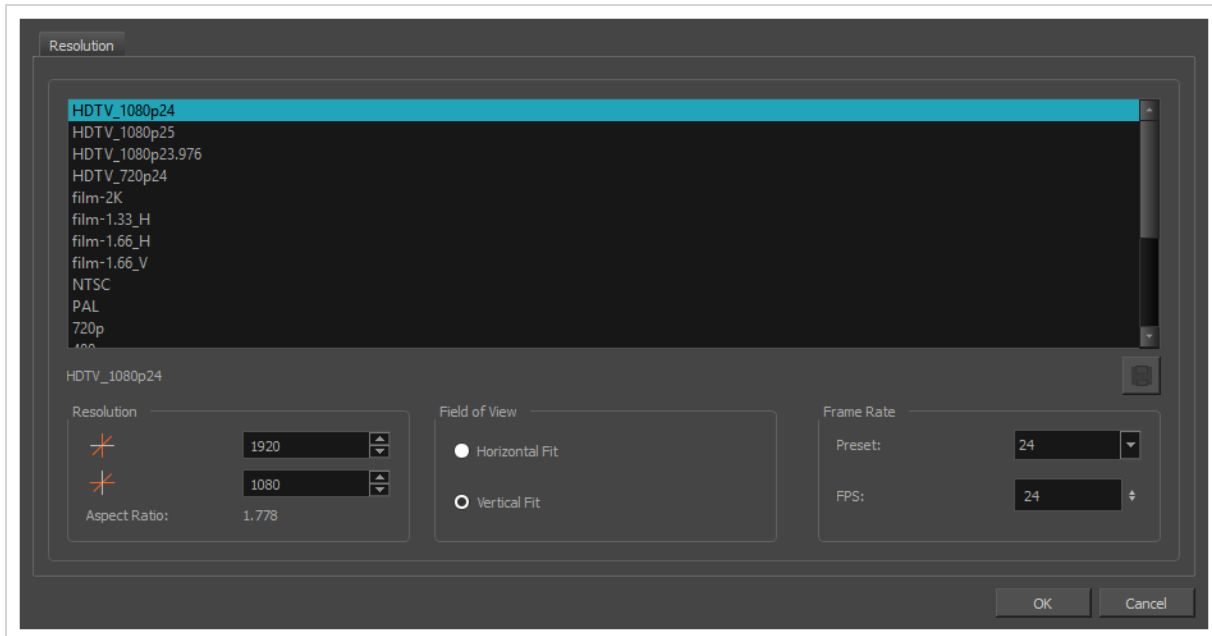 Resolution
HDTV_1080p24
HDTV_1080p25
HDTV_1080p23.976
HDTV_720p24
film-2K
film-1.33_H
film-1.66_H
film-1.66_V
NTSC
PAL
720p
HDTV_1080p24
Resolution
1920
1080
Aspect Ratio: 1.778
Field of View
Horizontal Fit
Vertical Fit
Frame Rate
Preset: 24
FPS: 24
OK Cancel